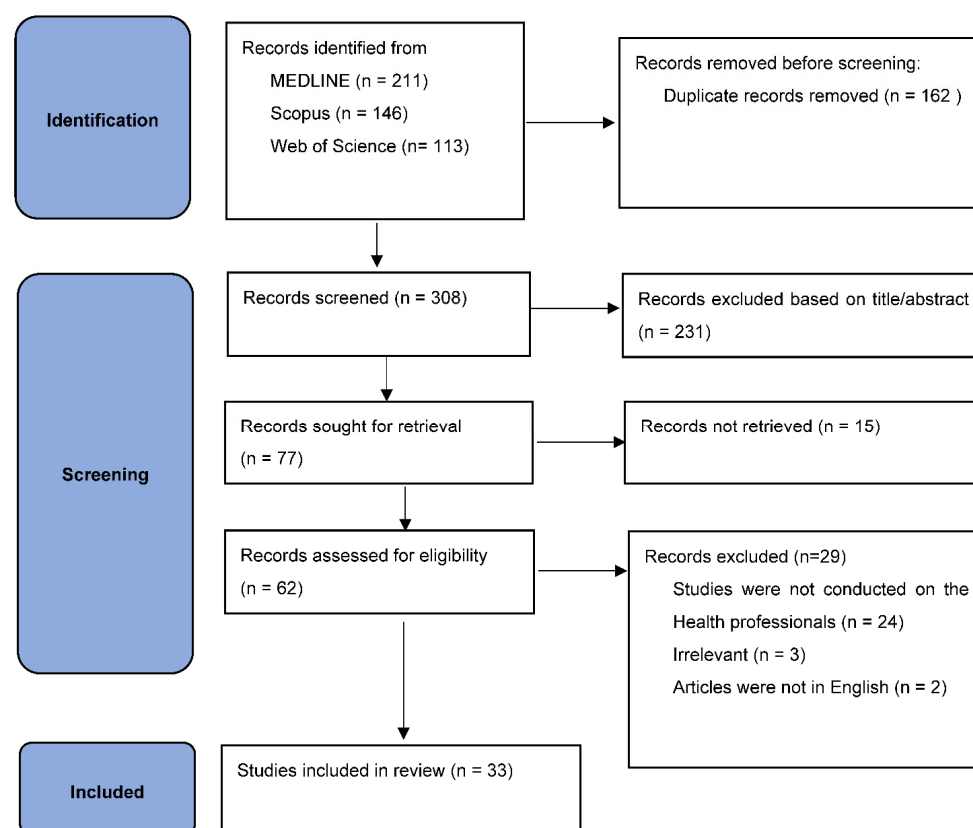 Identification
Records identified from
MEDLINE (n = 211)
Scopus (n = 146)
Web of Science (n= 113)
Records removed before screening:
Duplicate records removed (n = 162 )
Screening
Records screened (n = 308)
Records excluded based on title/abstract
(n = 231)
Records sought for retrieval
(n = 77)
Records not retrieved (n = 15)
Records assessed for eligibility
(n = 62)
Records excluded (n=29)
Studies were not conducted on the
Health professionals (n = 24)
Irrelevant (n = 3)
Articles were not in English (n = 2)
Included
Studies included in review (n = 33)